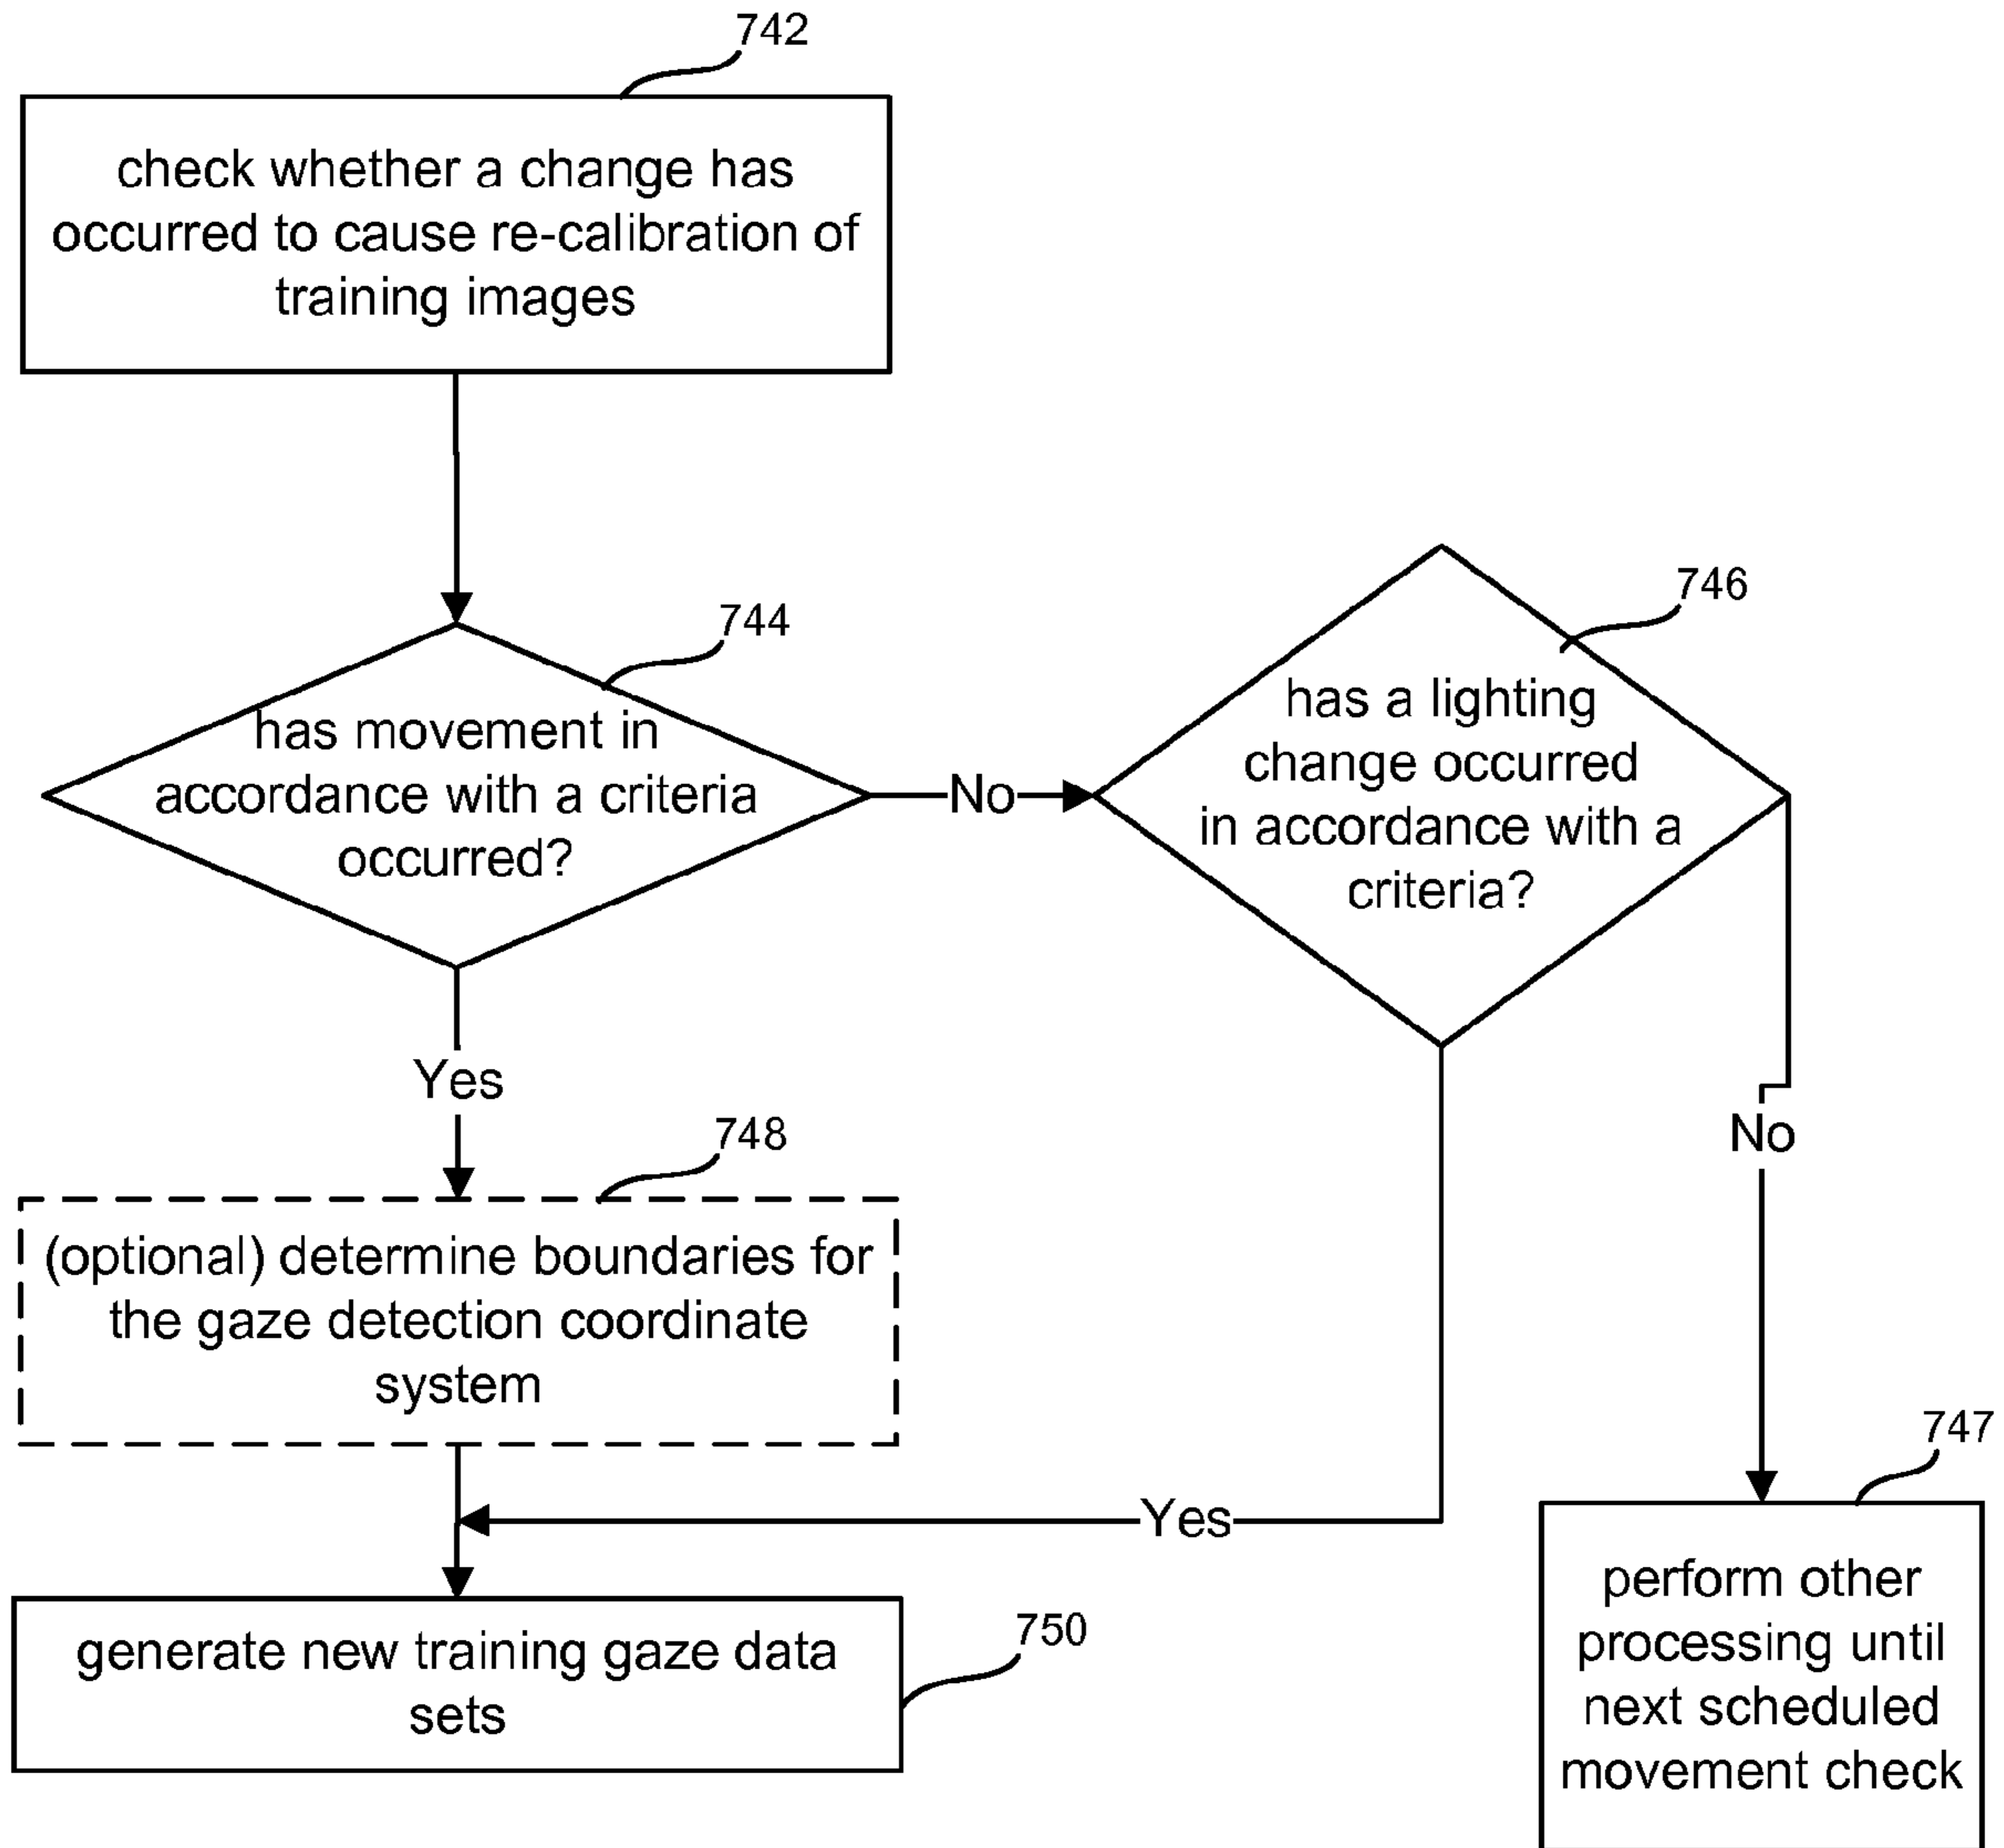 742
check whether a change has
occurred to cause re-calibration of
training images
744
has movement in
accordance with a criteria
occurred?
No
746
has a lighting
change occurred
in accordance with a
criteria?
Yes
No
748
(optional) determine boundaries for
the gaze detection coordinate
system
Yes
747
perform other
processing until
next scheduled
movement check
generate new training gaze data
sets
750